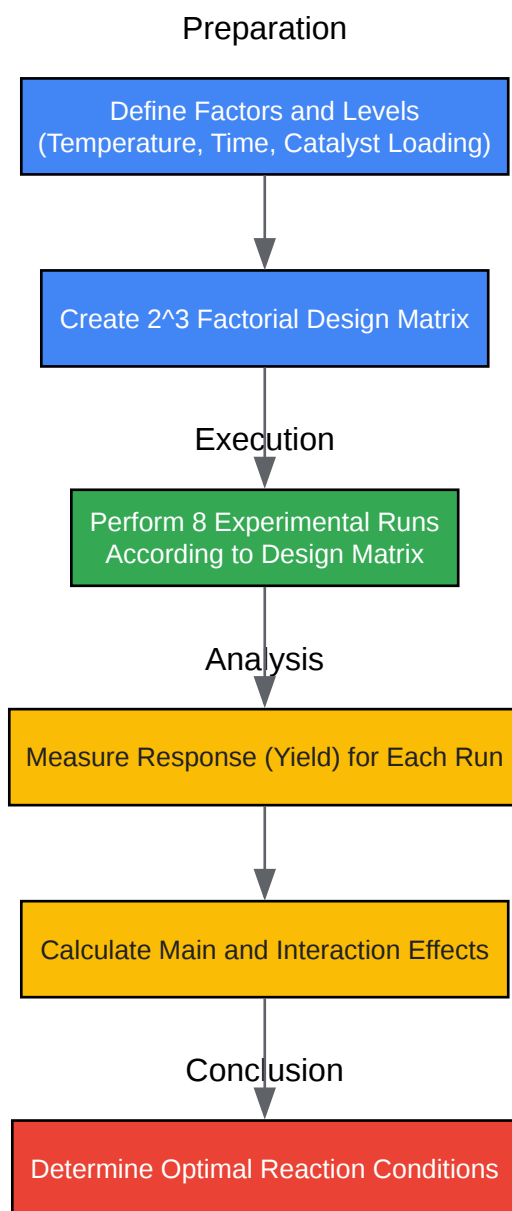 Preparation
Define Factors and Levels
(Temperature, Time, Catalyst Loading)
Create 2^3 Factorial Design Matrix
Execution
Perform 8 Experimental Runs
According to Design Matrix
Analysis
Measure Response (Yield) for Each Run
Calculate Main and Interaction Effects
Conclusion
Determine Optimal Reaction Conditions